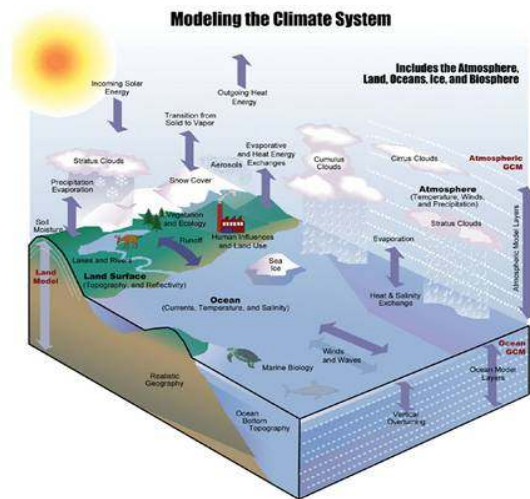 Modeling the Climate System
Includes the Atmosphere,
Land, Oceans, Ice, and Biosphere
Incoming Solar
Energy
Outgoing Heat
Energy
Transition from
Solid to Vapor
Evaporative
and Heat Energy
Exchanges
Stratus Clouds
Snow Cover
Aerosols
Cumulus
Clouds
Cirrus Clouds
Atmospheric
GCM
Precipitation
Evaporation
Atmosphere
(Temperature, Winds,
and Precipitation)
Stratus Clouds
Atmospheric Model Layers
Soil
Moisture
Vegetation
and Ecology
Human Influences
and Land Use
Runoff
Lakes and Rivers
Evaporation
Land
Model
Land Surface
(Topography, and Reflectivity)
Sea
Ice
Ocean
(Currents, Temperature, and Salinity)
Heat & Salinity
Exchange
Ocean
GCM
Winds
and Waves
Marine Biology
Ocean Model
Layers
Realistic
Geography
Ocean
Bottom
Topography
Vertical
Overturning